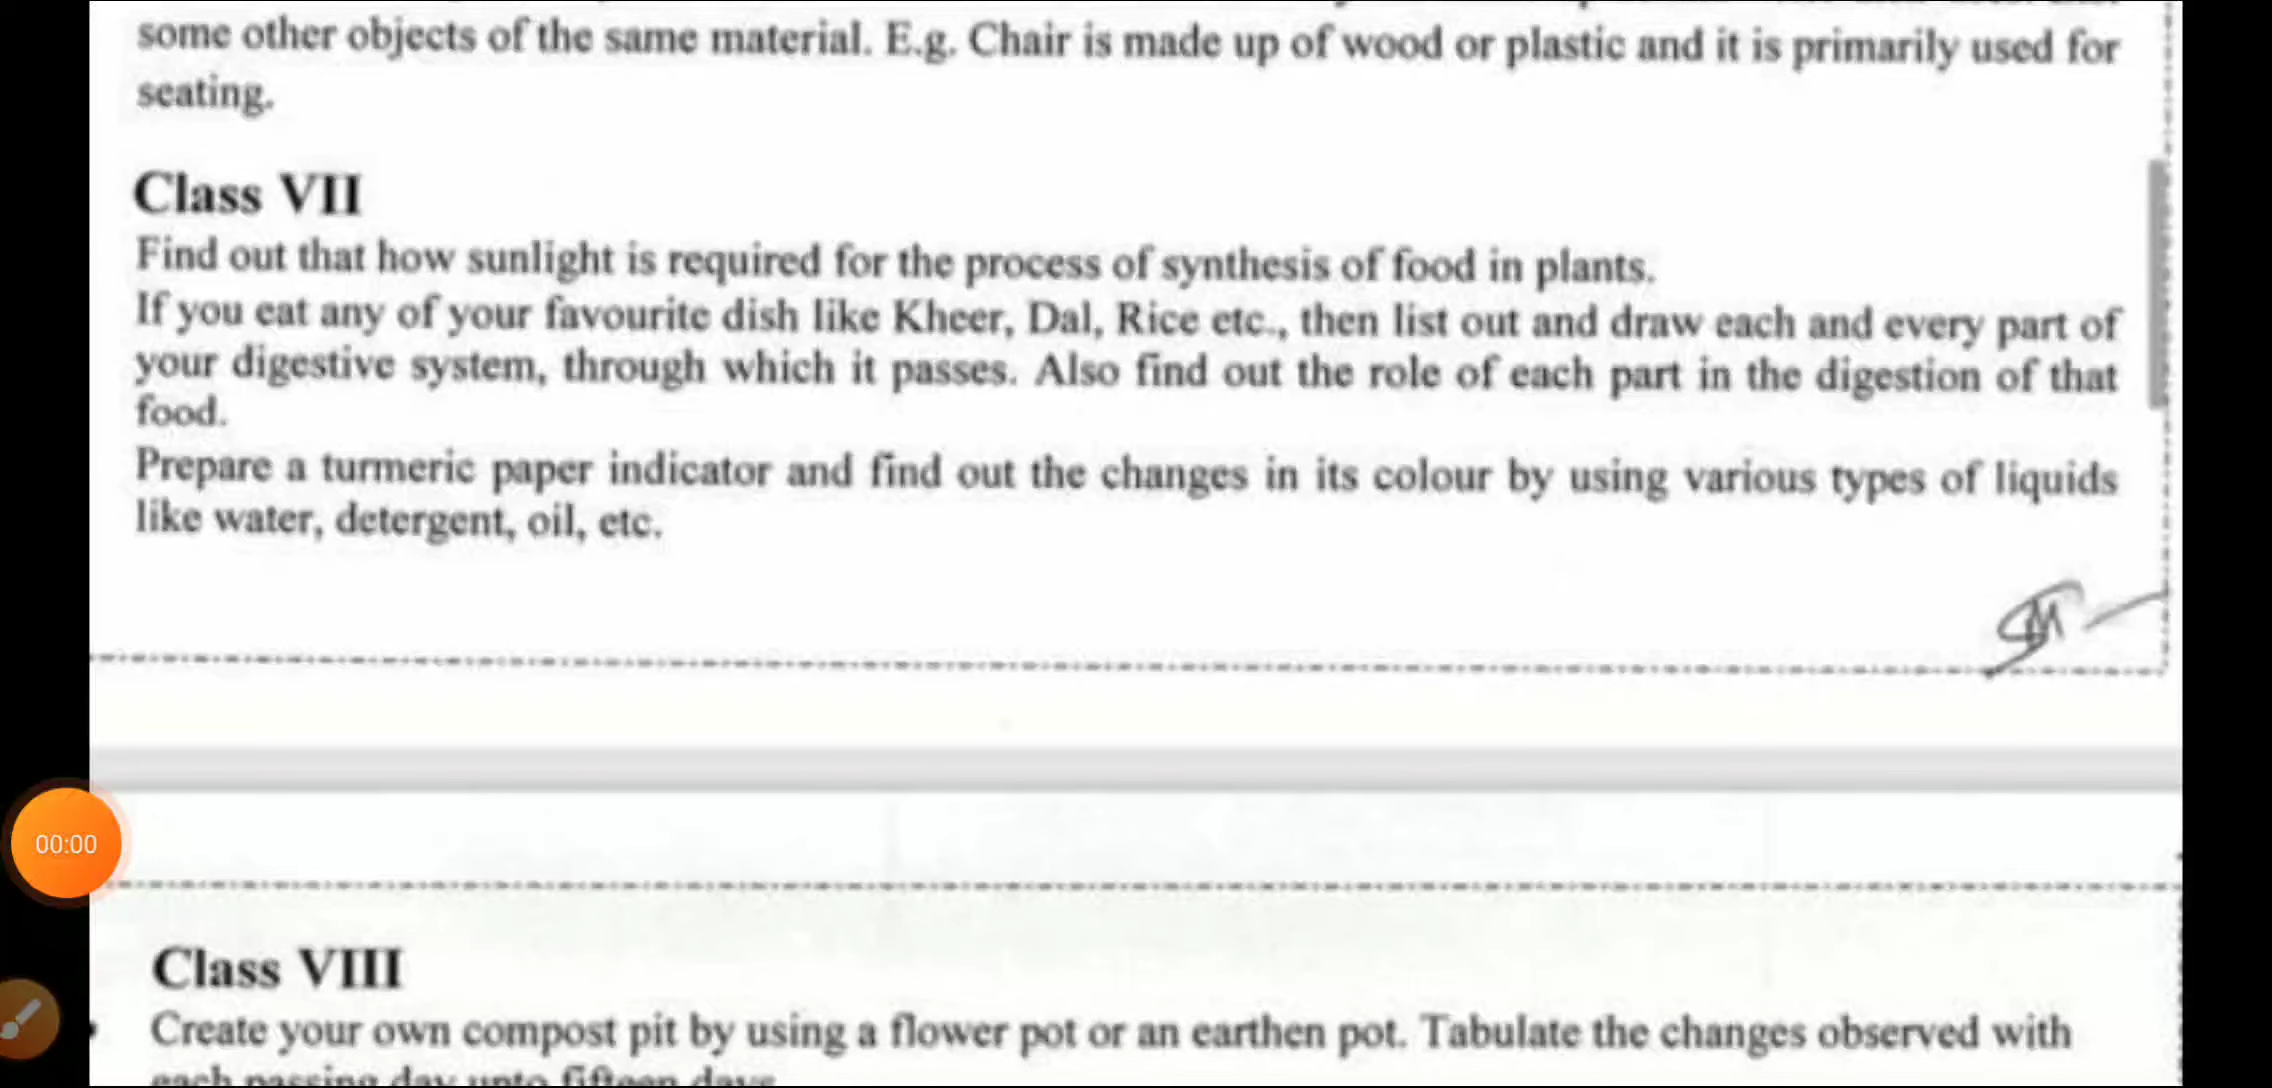 some other objects of the same material. E.g. Chair is made up of wood or plastic and it is primarily used for
seating.
Class VII
Find out that how sunlight is required for the process of synthesis of food in plants.
If you eat any of your favourite dish like Kheer, Dal, Rice etc., then list out and draw each and every part of
your digestive system, through which it passes. Also find out the role of each part in the digestion of that
food.
Prepare a turmeric paper indicator and find out the changes in its colour by using various types of liquids
like water, detergent, oil, etc.
00:00
Class VIII
Create your own compost pit by using a flower pot or an earthen pot. Tabulate the changes observed with
each passing day upto fifteen days